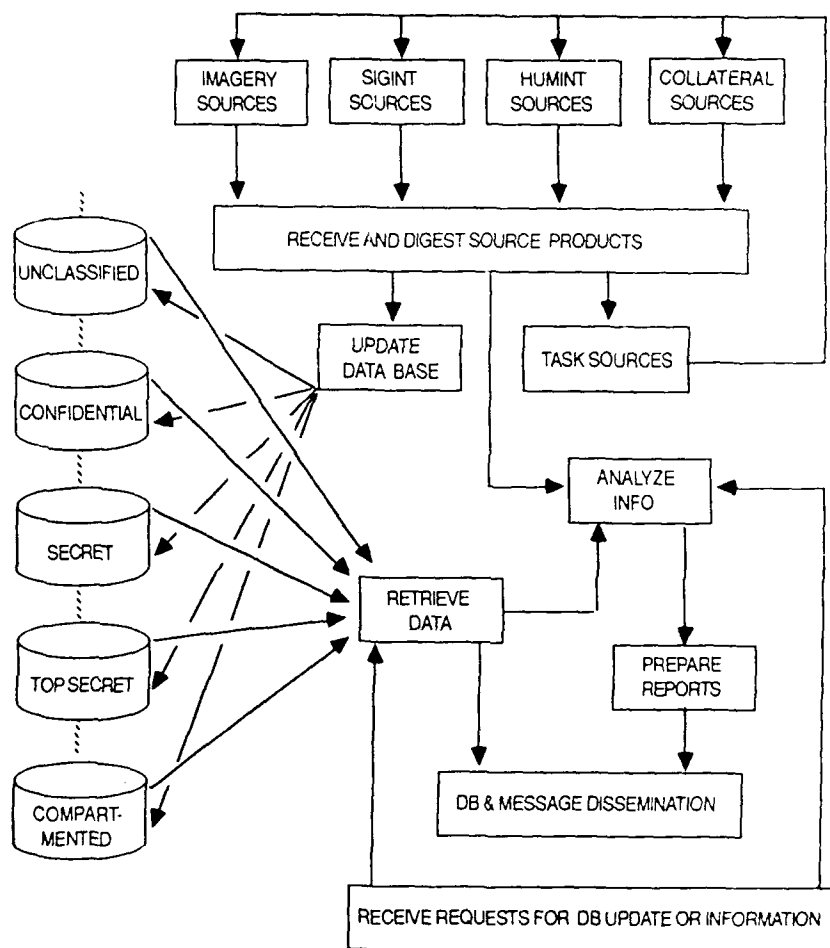 IMAGERY
SOURCES
SIGINT
SOURCES
HUMINT
SOURCES
COLLATERAL
SOURCES
RECEIVE AND DIGEST SOURCE PRODUCTS
UNCLASSIFIED
UPDATE
DATA BASE
TASK SOURCES
CONFIDENTIAL
ANALYZE
INFO
SECRET
RETRIEVE
DATA
TOP SECRET
PREPARE
REPORTS
COMPART-
MENTED
DB & MESSAGE DISSEMINATION
RECEIVE REQUESTS FOR DB UPDATE OR INFORMATION